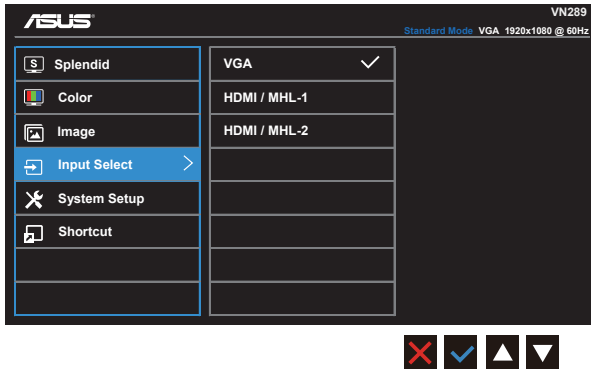 ASUS
VN289
Standard Mode VGA 1920x1080 @ 60Hz
S Splendid
Color
Image
Input Select
System Setup
Shortcut
VGA
HDMI / MHL-1
HDMI / MHL-2